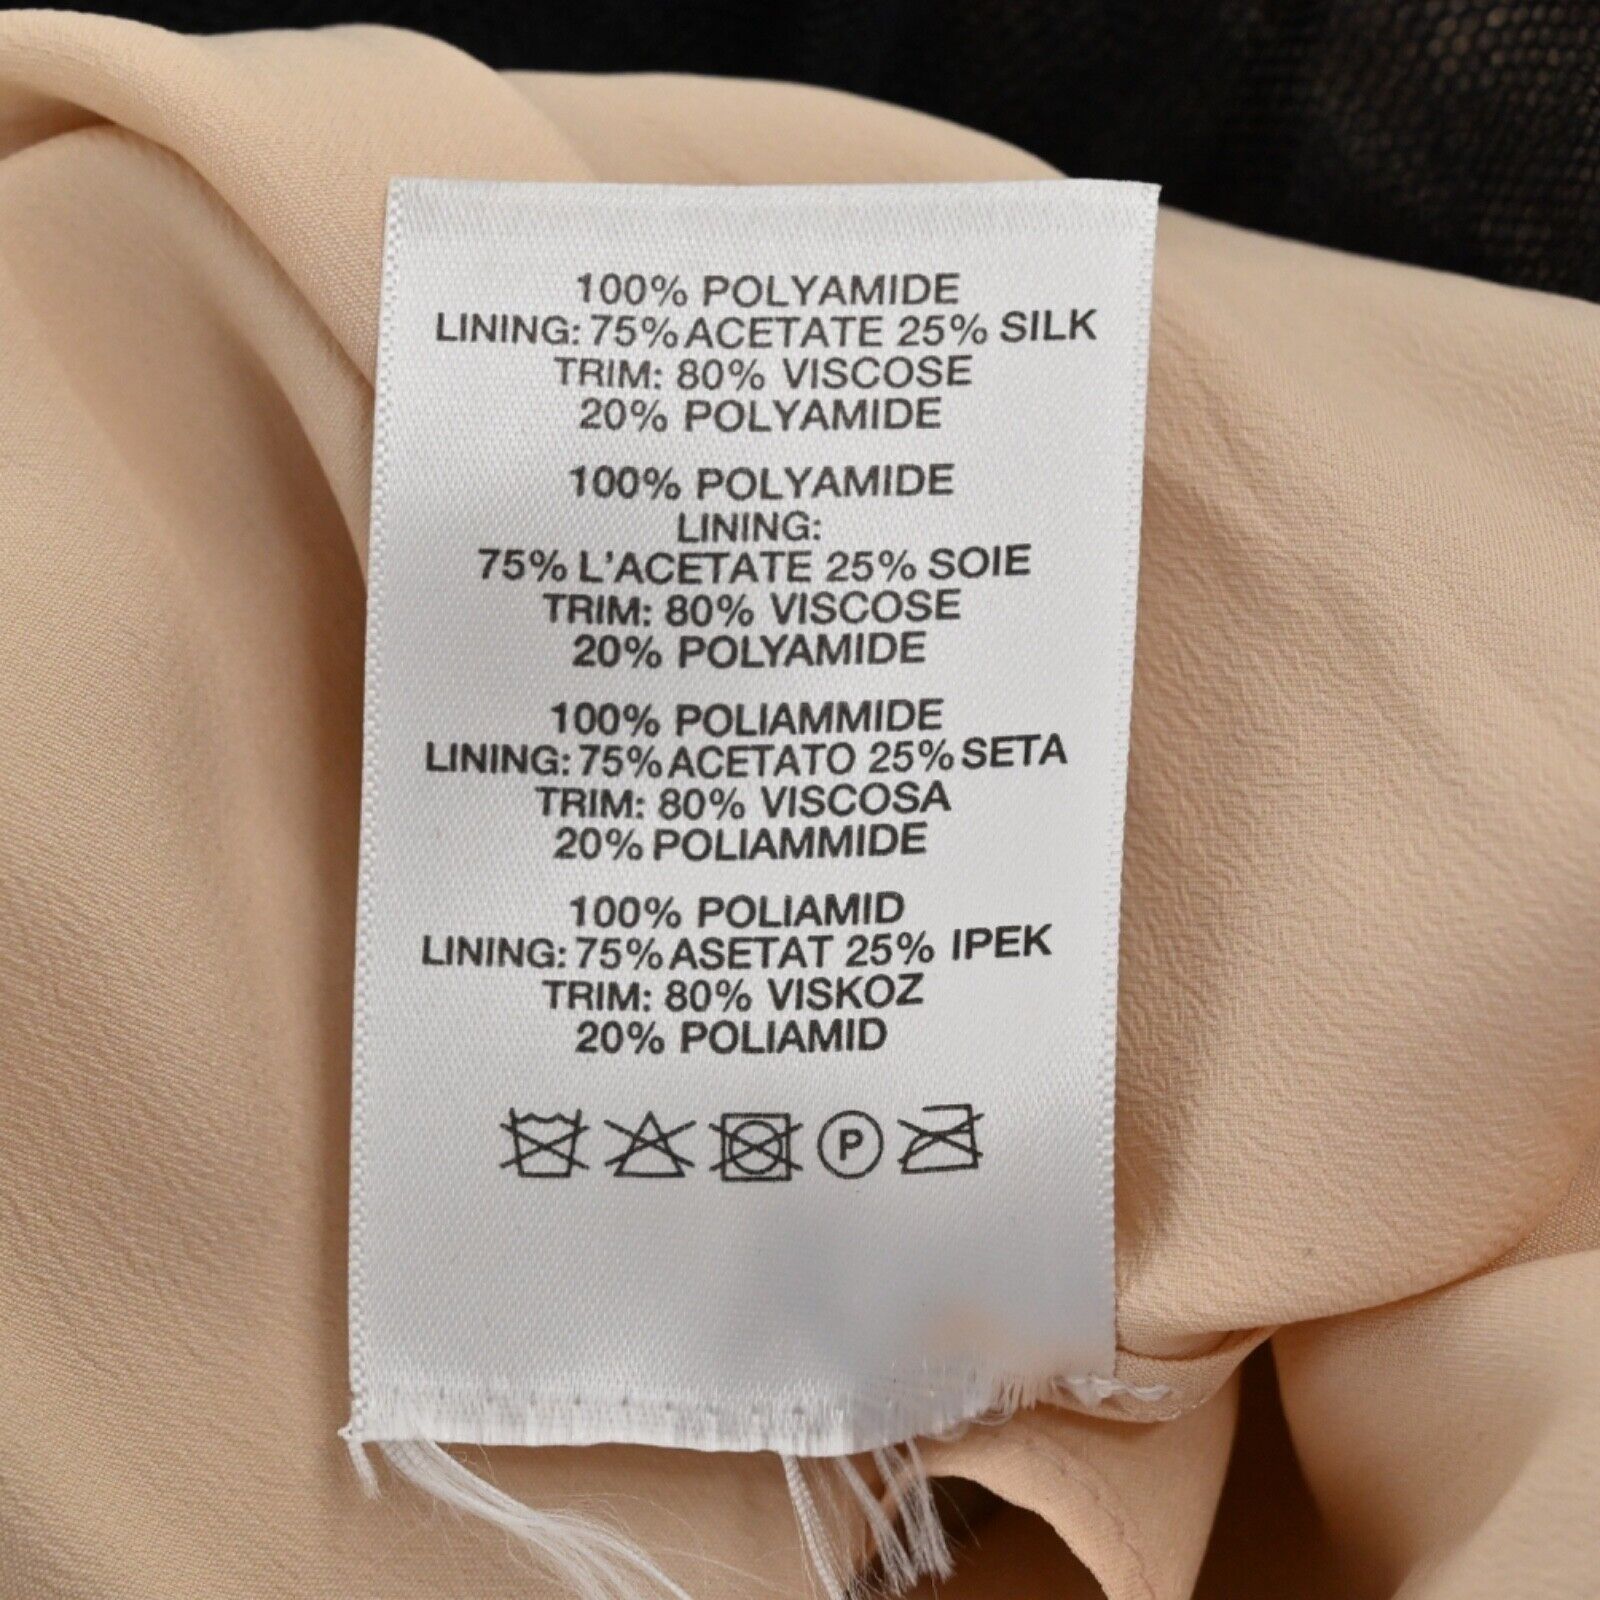 100% POLYAMIDE
LINING: 75% ACETATE 25% SILK
TRIM: 80% VISCOSE
20% POLYAMIDE
100% POLYAMIDE
LINING:
75% L'ACETATE 25% SOIE
TRIM: 80% VISCOSE
20% POLYAMIDE
100% POLIAMMIDE
LINING: 75% ACETATO 25% SETA
TRIM: 80% VISCOSA
20% POLIAMMIDE
100% POLIAMID
LINING: 75% ASETAT 25% IPEK
TRIM: 80% VISKOZ
20% POLIAMID
P